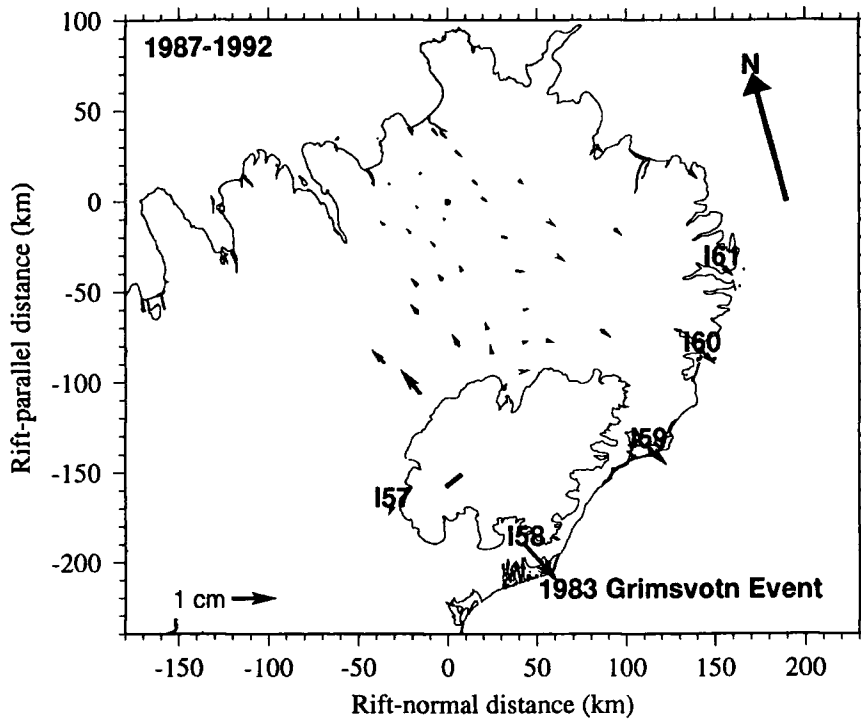 1987-1992
N
100
50
0
-50
-100
-150
-200
Rift-parallel distance (km)
I61
I60
I59
I57
I58
1983 Grimsvotn Event
1 cm
-150 -100 -50 0 50 100 150 200
Rift-normal distance (km)